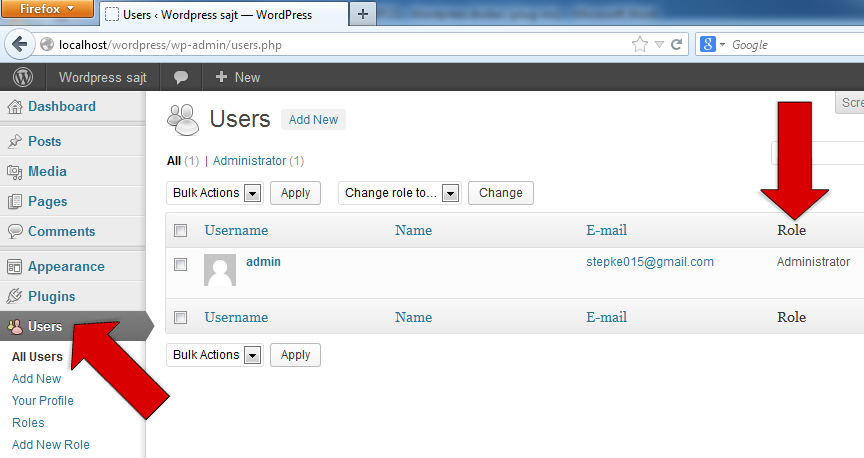 Firefox
Users ‹ Wordpress sajt — WordPress
localhost/wordpress/wp-admin/users.php
Google
Wordpress sajt
New
Dashboard
Posts
Media
Pages
Comments
Appearance
Plugins
Users
All Users
Add New
Your Profile
Roles
Add New Role
Scre
Users Add New
All (1) | Administrator (1)
Bulk Actions Apply Change role to... Change
Username Name E-mail Role
admin stepke015@gmail.com Administrator
Username Name E-mail Role
Bulk Actions Apply